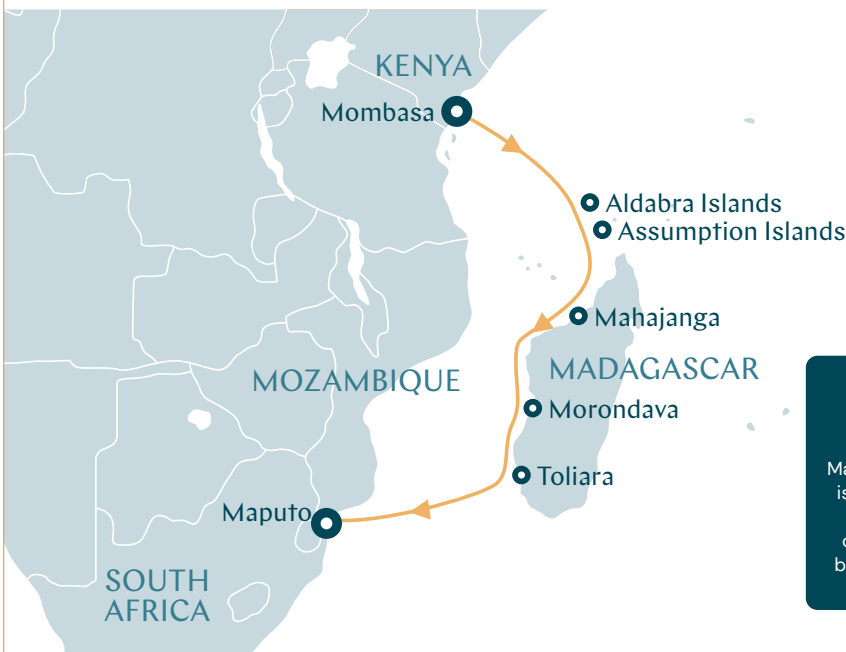 KENYA
Mombasa
Aldabra Islands
Assumption Islands
Mahajanga
MOZAMBIQUE
MADAGASCAR
Morondava
Toliara
Maputo
SOUTH
AFRICA